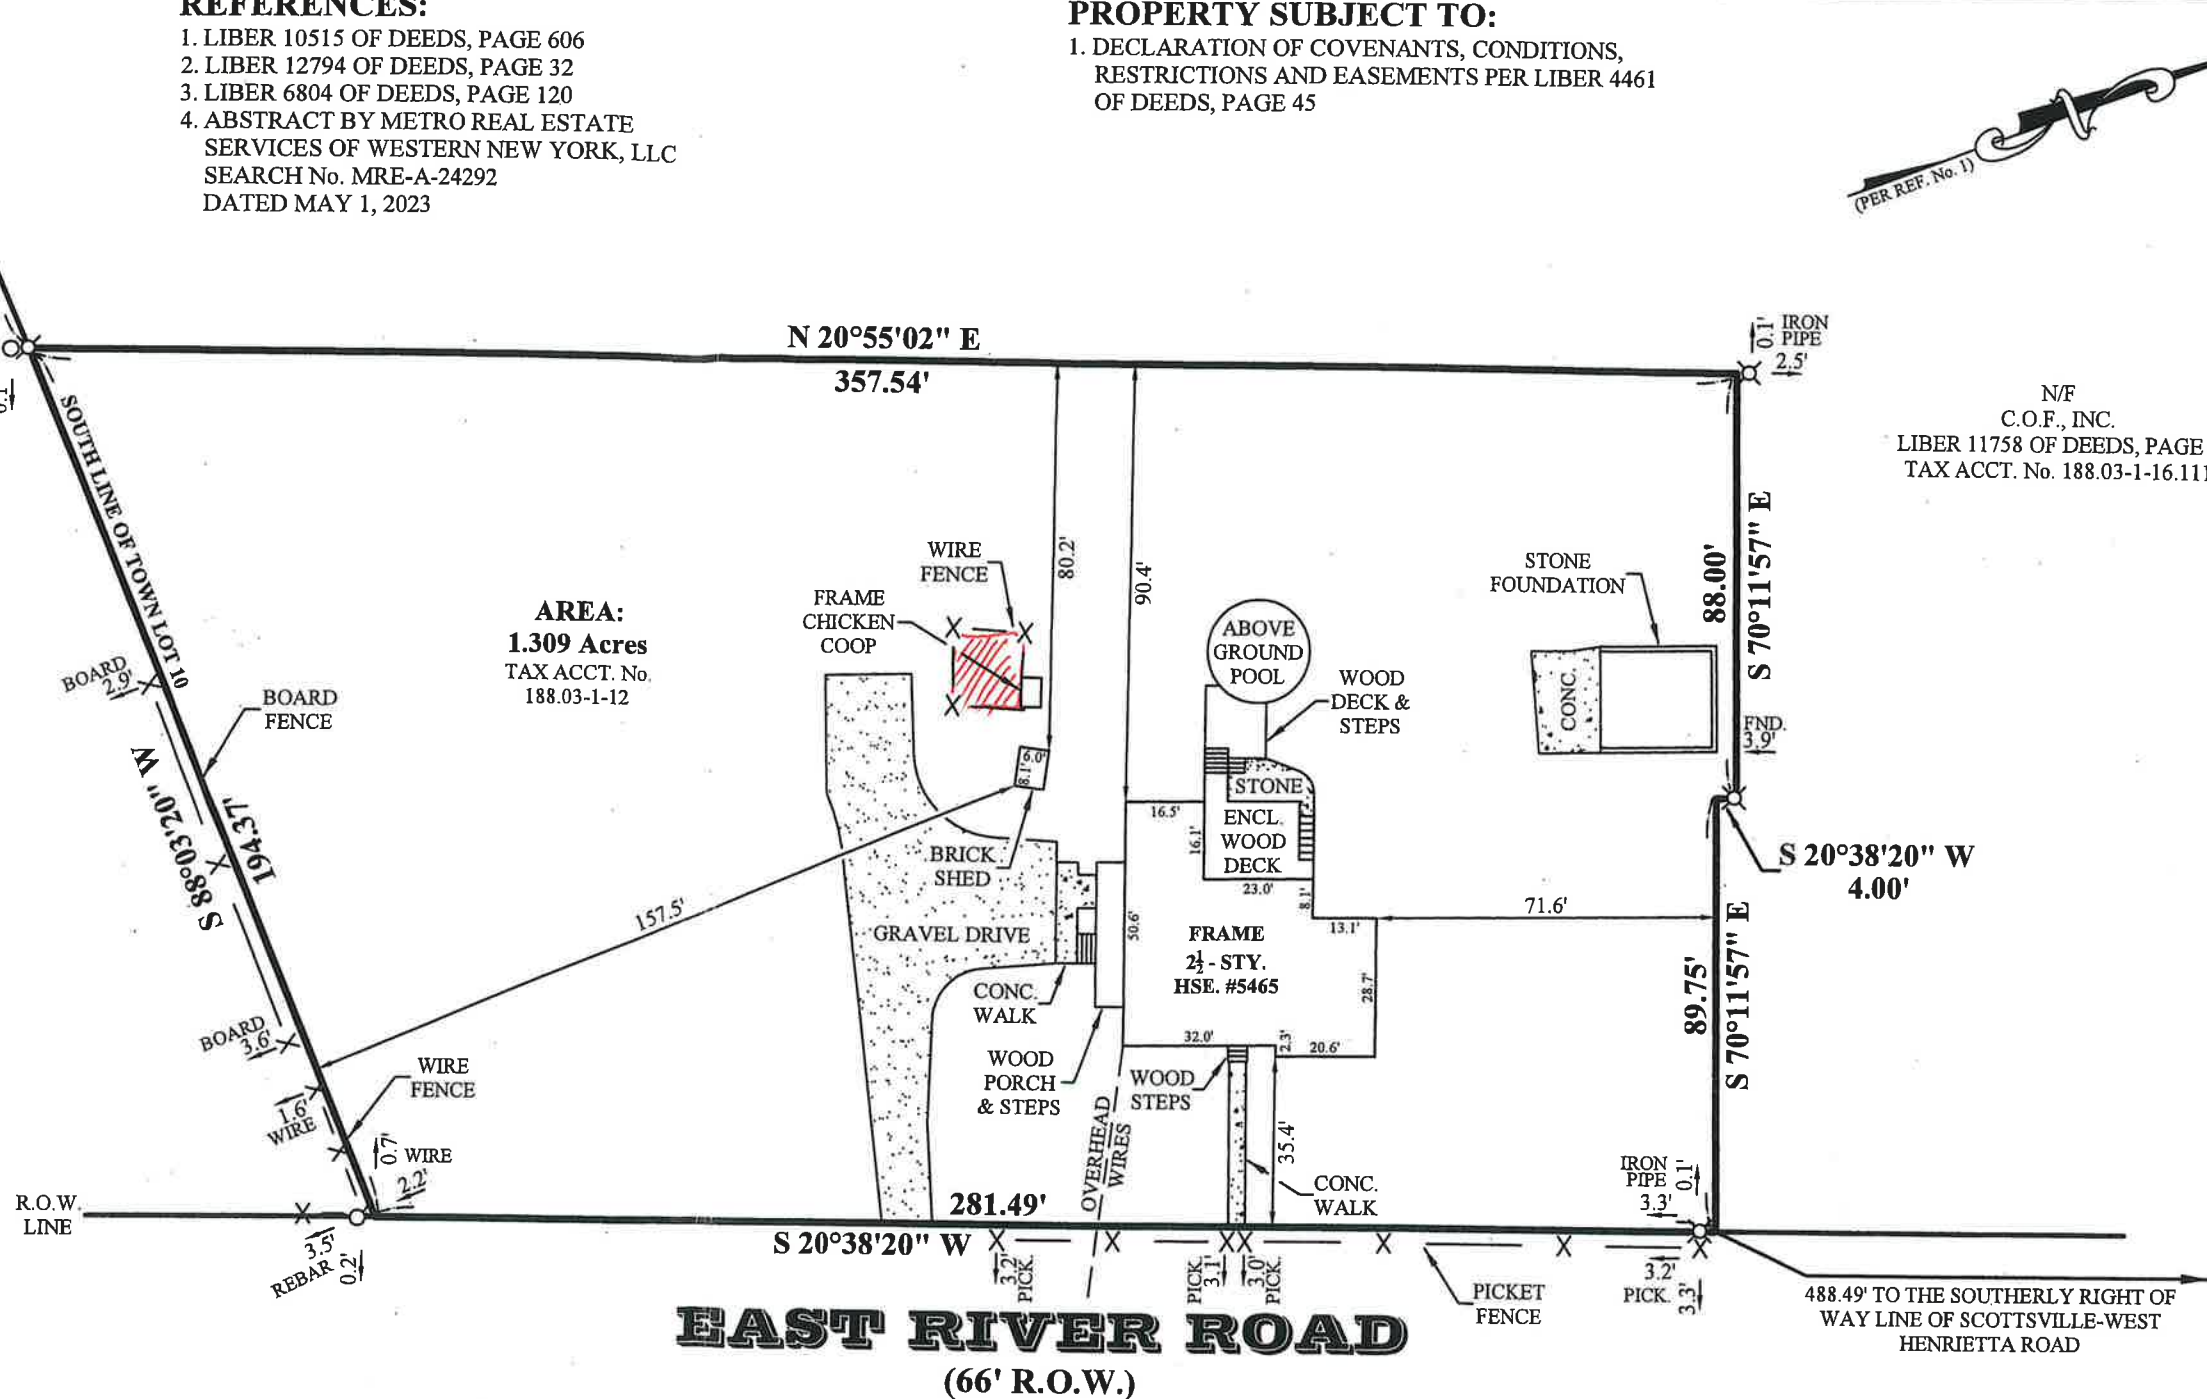 REFERENCES:
1. LIBER 10515 OF DEEDS, PAGE 606
2. LIBER 12794 OF DEEDS, PAGE 32
3. LIBER 6804 OF DEEDS, PAGE 120
4. ABSTRACT BY METRO REAL ESTATE
SERVICES OF WESTERN NEW YORK, LLC
SEARCH No. MRE-A-24292
DATED MAY 1, 2023
PROPERTY SUBJECT TO:
1. DECLARATION OF COVENANTS, CONDITIONS,
RESTRICTIONS AND EASEMENTS PER LIBER 4461
OF DEEDS, PAGE 45
(PER REF. No. 1)
N 20°55'02" E
357.54'
0.1'
IRON
PIPE
2.5'
N/F
C.O.F., INC.
LIBER 11758 OF DEEDS, PAGE
TAX ACCT. No. 188.03-1-16.111
SOUTH LINE OF TOWN LOT 10
AREA:
1.309 Acres
TAX ACCT. No.
188.03-1-12
WIRE
FENCE
FRAME
CHICKEN
COOP
80.2'
90.4'
ABOVE
GROUND
POOL
WOOD
DECK &
STEPS
STONE
FOUNDATION
CONC.
88.00'
S 70°11'57" E
FND.
3.9'
BOARD
2.9'
BOARD
FENCE
S 88°03'20" W
194.37'
6.0'
8.1'
BRICK
SHED
157.5'
GRAVEL DRIVE
STONE
ENCL.
WOOD
DECK
16.5'
16.1'
23.0'
8.1'
13.1'
50.6'
FRAME
2½ - STY.
HSE. #5465
28.7'
32.0'
2.3'
20.6'
71.6'
S 20°38'20" W
4.00'
89.75'
S 70°11'57" E
CONC.
WALK
WOOD
PORCH
& STEPS
WOOD
STEPS
OVERHEAD
WIRES
35.4'
CONC.
WALK
BOARD
3.6'
WIRE
FENCE
1.6'
WIRE
0.7'
WIRE
2.2'
IRON
PIPE
0.1'
3.3'
R.O.W.
LINE
3.5'
REBAR
0.2'
281.49'
S 20°38'20" W
3.2'
PICK.
PICK.
3.1'
3.0'
PICK.
PICKET
FENCE
3.2'
PICK.
3.3'
488.49' TO THE SOUTHERLY RIGHT OF
WAY LINE OF SCOTTSVILLE-WEST
HENRIETTA ROAD
EAST RIVER ROAD
(66' R.O.W.)